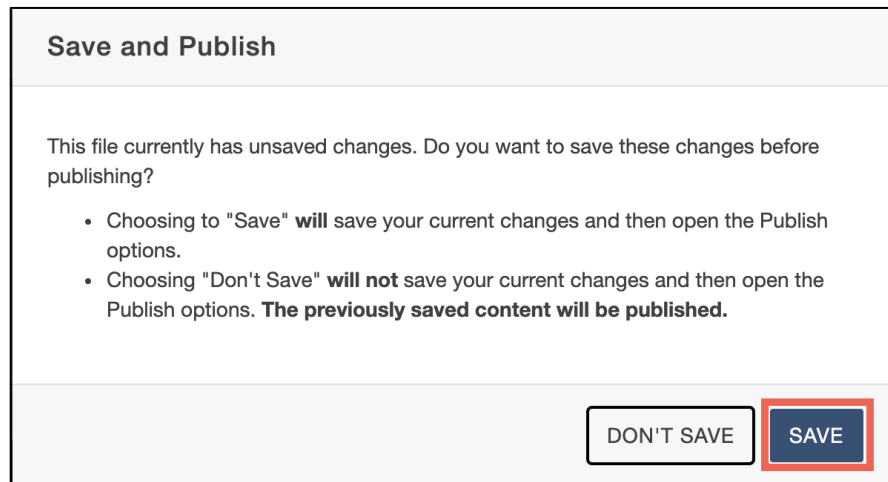 Save and Publish
This file currently has unsaved changes. Do you want to save these changes before
publishing?
• Choosing to "Save" will save your current changes and then open the Publish
options.
• Choosing "Don't Save" will not save your current changes and then open the
Publish options. The previously saved content will be published.
DON'T SAVE
SAVE